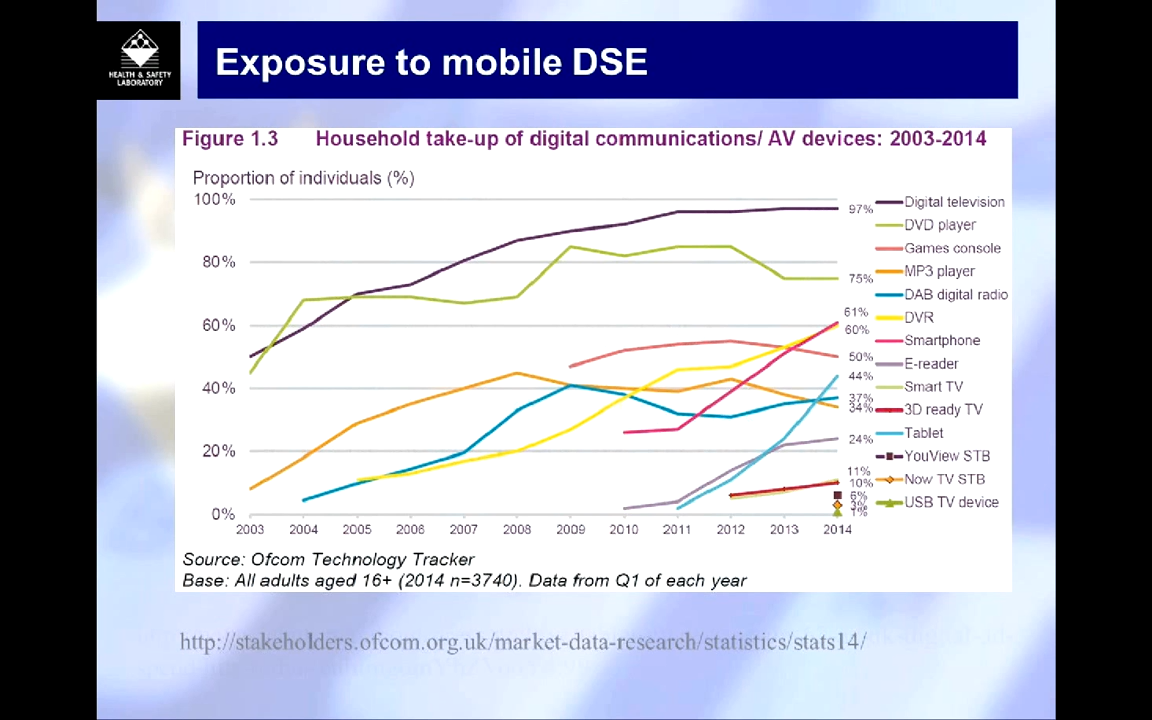 Exposure to mobile DSE
HEALTH & SAFETY
LABORATORY
Figure 1.3 Household take-up of digital communications/ AV devices: 2003-2014
Proportion of individuals (%)
100%
80%
60%
40%
20%
0%
2003 2004 2005 2006 2007 2008 2009 2010 2011 2012 2013 2014
97%
75%
61%
60%
50%
44%
37%
34%
24%
11%
10%
6%
3%
1%
Digital television
DVD player
Games console
MP3 player
DAB digital radio
DVR
Smartphone
E-reader
Smart TV
3D ready TV
Tablet
YouView STB
Now TV STB
USB TV device
Source: Ofcom Technology Tracker
Base: All adults aged 16+ (2014 n=3740). Data from Q1 of each year
http://stakeholders.ofcom.org.uk/market-data-research/statistics/stats14/